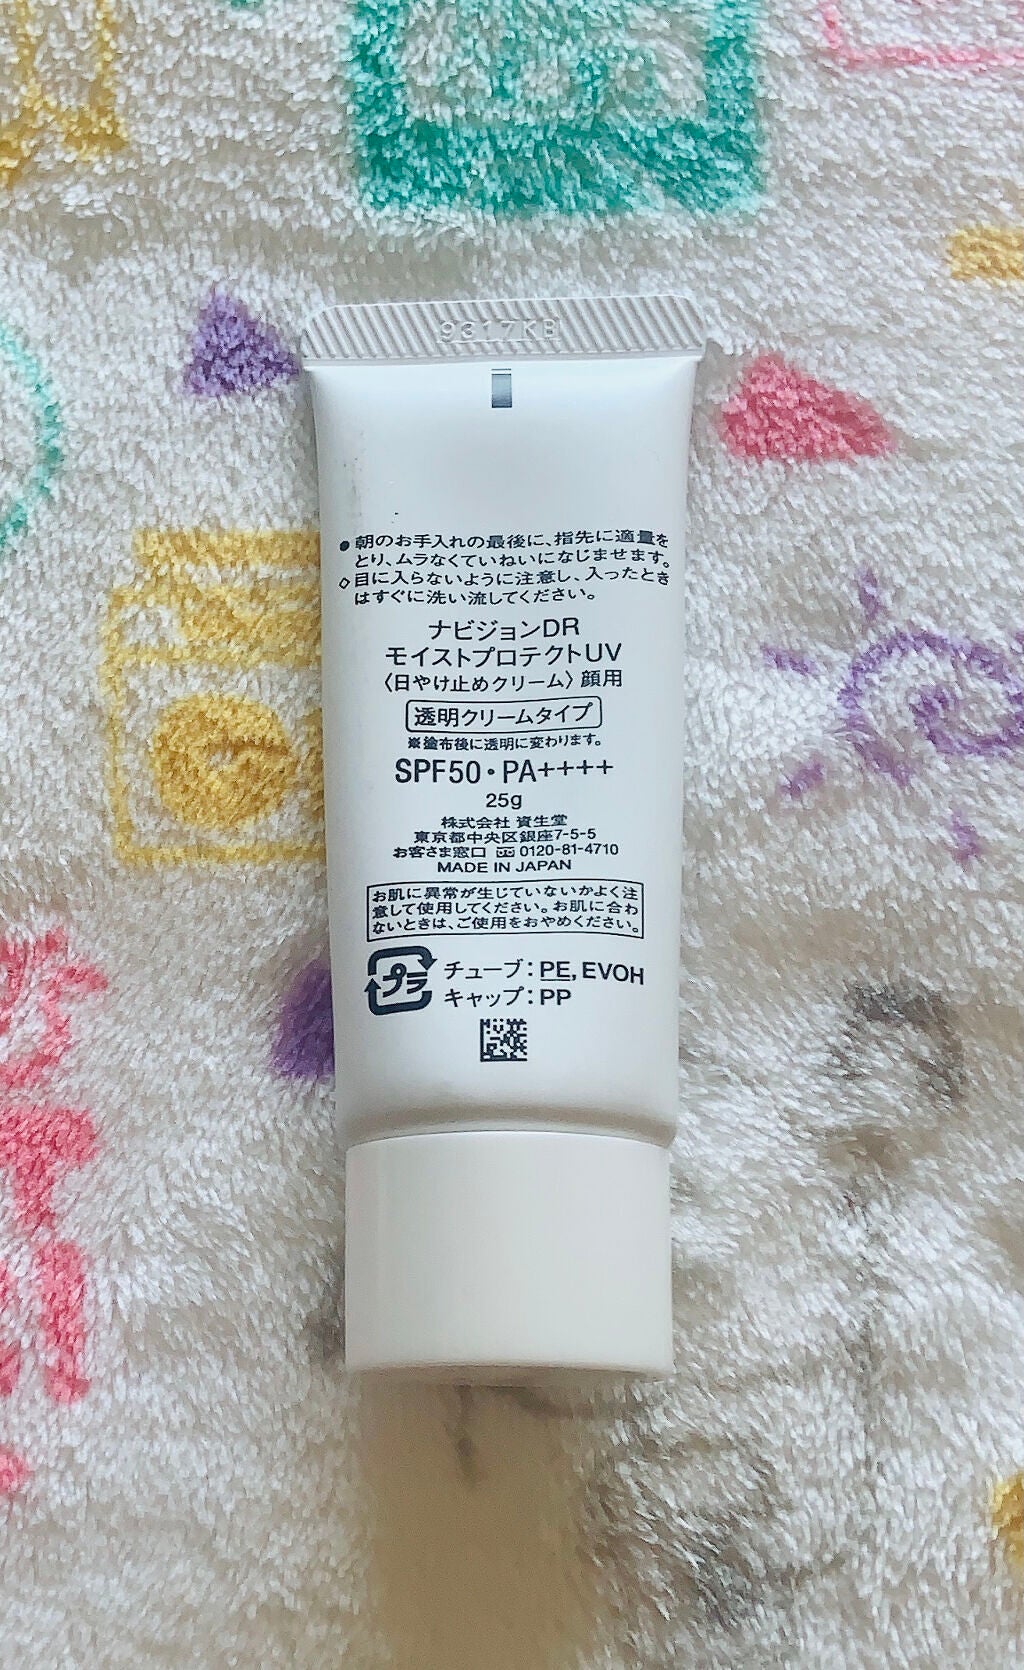 9317KB
●朝のお手入れの最後に、指先に適量を
とり、ムラなくていねいになじませます。
◇目に入らないように注意し、入ったとき
はすぐに洗い流してください。
ナビジョンDR
モイストプロテクトUV
〈日やけ止めクリーム〉顔用
透明クリームタイプ
※塗布後に透明に変わります。
SPF50・PA++++
25g
株式会社 資生堂
東京都中央区銀座7-5-5
お客さま窓口 0120-81-4710
MADE IN JAPAN
お肌に異常が生じていないかよく注
意して使用してください。お肌に合わ
ないときは、ご使用をおやめください。
プラ チューブ:PE, EVOH
キャップ:PP